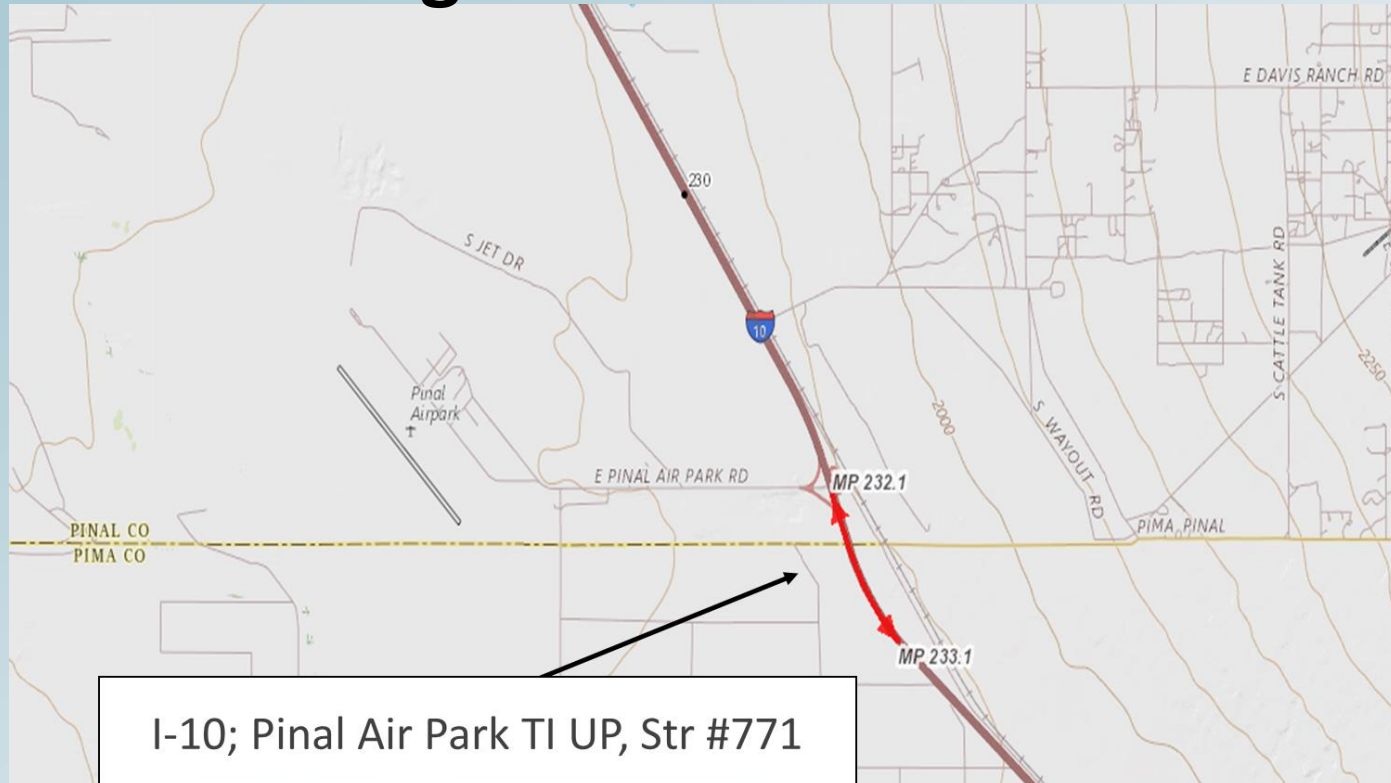 E DAVIS RANCH RD
230
S JET DR
S CATTLE TANK RD
10
2250
Pinal
Airpark
2000
S WAYOUT RD
E PINAL AIR PARK RD
MP 232.1
PINAL CO
PIMA CO
PIMA PINAL
MP 233.1
I-10; Pinal Air Park TI UP, Str #771